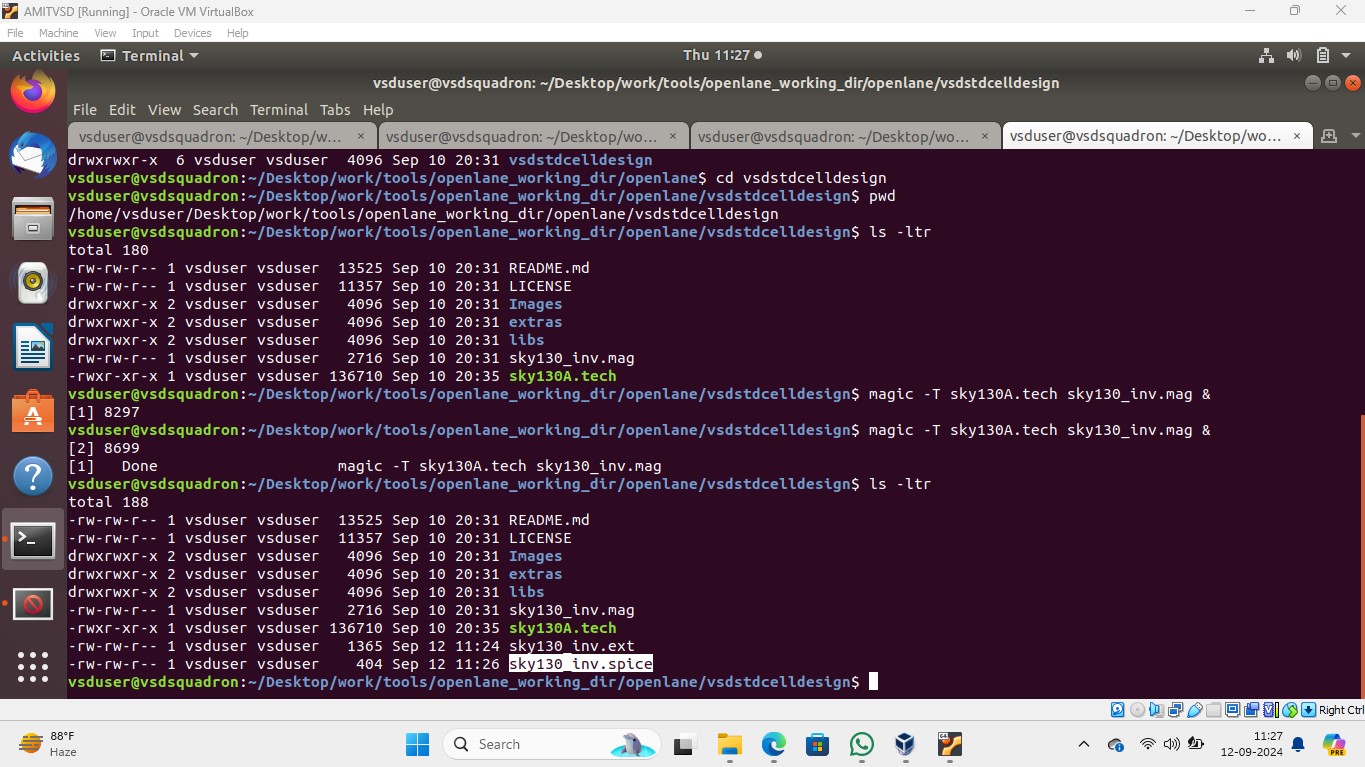 AMITVSD [Running] - Oracle VM VirtualBox
File Machine View Input Devices Help
Activities Terminal Thu 11:27
vsduser@vsdsquadron: ~/Desktop/work/tools/openlane_working_dir/openlane/vsdstdcelldesign
File Edit View Search Terminal Tabs Help
vsduser@vsdsquadron: ~/Desktop/w... × vsduser@vsdsquadron: ~/Desktop/wo... × vsduser@vsdsquadron: ~/Desktop/wo... × vsduser@vsdsquadron: ~/Desktop/wo... ×
drwxrwxr-x  6 vsduser vsduser  4096 Sep 10 20:31 vsdstdcelldesign
vsduser@vsdsquadron:~/Desktop/work/tools/openlane_working_dir/openlane$ cd vsdstdcelldesign
vsduser@vsdsquadron:~/Desktop/work/tools/openlane_working_dir/openlane/vsdstdcelldesign$ pwd
/home/vsduser/Desktop/work/tools/openlane_working_dir/openlane/vsdstdcelldesign
vsduser@vsdsquadron:~/Desktop/work/tools/openlane_working_dir/openlane/vsdstdcelldesign$ ls -ltr
total 180
-rw-rw-r-- 1 vsduser vsduser  13525 Sep 10 20:31 README.md
-rw-rw-r-- 1 vsduser vsduser  11357 Sep 10 20:31 LICENSE
drwxrwxr-x 2 vsduser vsduser   4096 Sep 10 20:31 Images
drwxrwxr-x 2 vsduser vsduser   4096 Sep 10 20:31 extras
drwxrwxr-x 2 vsduser vsduser   4096 Sep 10 20:31 libs
-rw-rw-r-- 1 vsduser vsduser   2716 Sep 10 20:31 sky130_inv.mag
-rwxr-xr-x 1 vsduser vsduser 136710 Sep 10 20:35 sky130A.tech
vsduser@vsdsquadron:~/Desktop/work/tools/openlane_working_dir/openlane/vsdstdcelldesign$ magic -T sky130A.tech sky130_inv.mag &
[1] 8297
vsduser@vsdsquadron:~/Desktop/work/tools/openlane_working_dir/openlane/vsdstdcelldesign$ magic -T sky130A.tech sky130_inv.mag &
[2] 8699
[1]   Done                    magic -T sky130A.tech sky130_inv.mag
vsduser@vsdsquadron:~/Desktop/work/tools/openlane_working_dir/openlane/vsdstdcelldesign$ ls -ltr
total 188
-rw-rw-r-- 1 vsduser vsduser  13525 Sep 10 20:31 README.md
-rw-rw-r-- 1 vsduser vsduser  11357 Sep 10 20:31 LICENSE
drwxrwxr-x 2 vsduser vsduser   4096 Sep 10 20:31 Images
drwxrwxr-x 2 vsduser vsduser   4096 Sep 10 20:31 extras
drwxrwxr-x 2 vsduser vsduser   4096 Sep 10 20:31 libs
-rw-rw-r-- 1 vsduser vsduser   2716 Sep 10 20:31 sky130_inv.mag
-rwxr-xr-x 1 vsduser vsduser 136710 Sep 10 20:35 sky130A.tech
-rw-rw-r-- 1 vsduser vsduser   1365 Sep 12 11:24 sky130_inv.ext
-rw-rw-r-- 1 vsduser vsduser    404 Sep 12 11:26 sky130_inv.spice
vsduser@vsdsquadron:~/Desktop/work/tools/openlane_working_dir/openlane/vsdstdcelldesign$
Right Ctrl
88°F
Haze
Search
11:27
12-09-2024
PRE